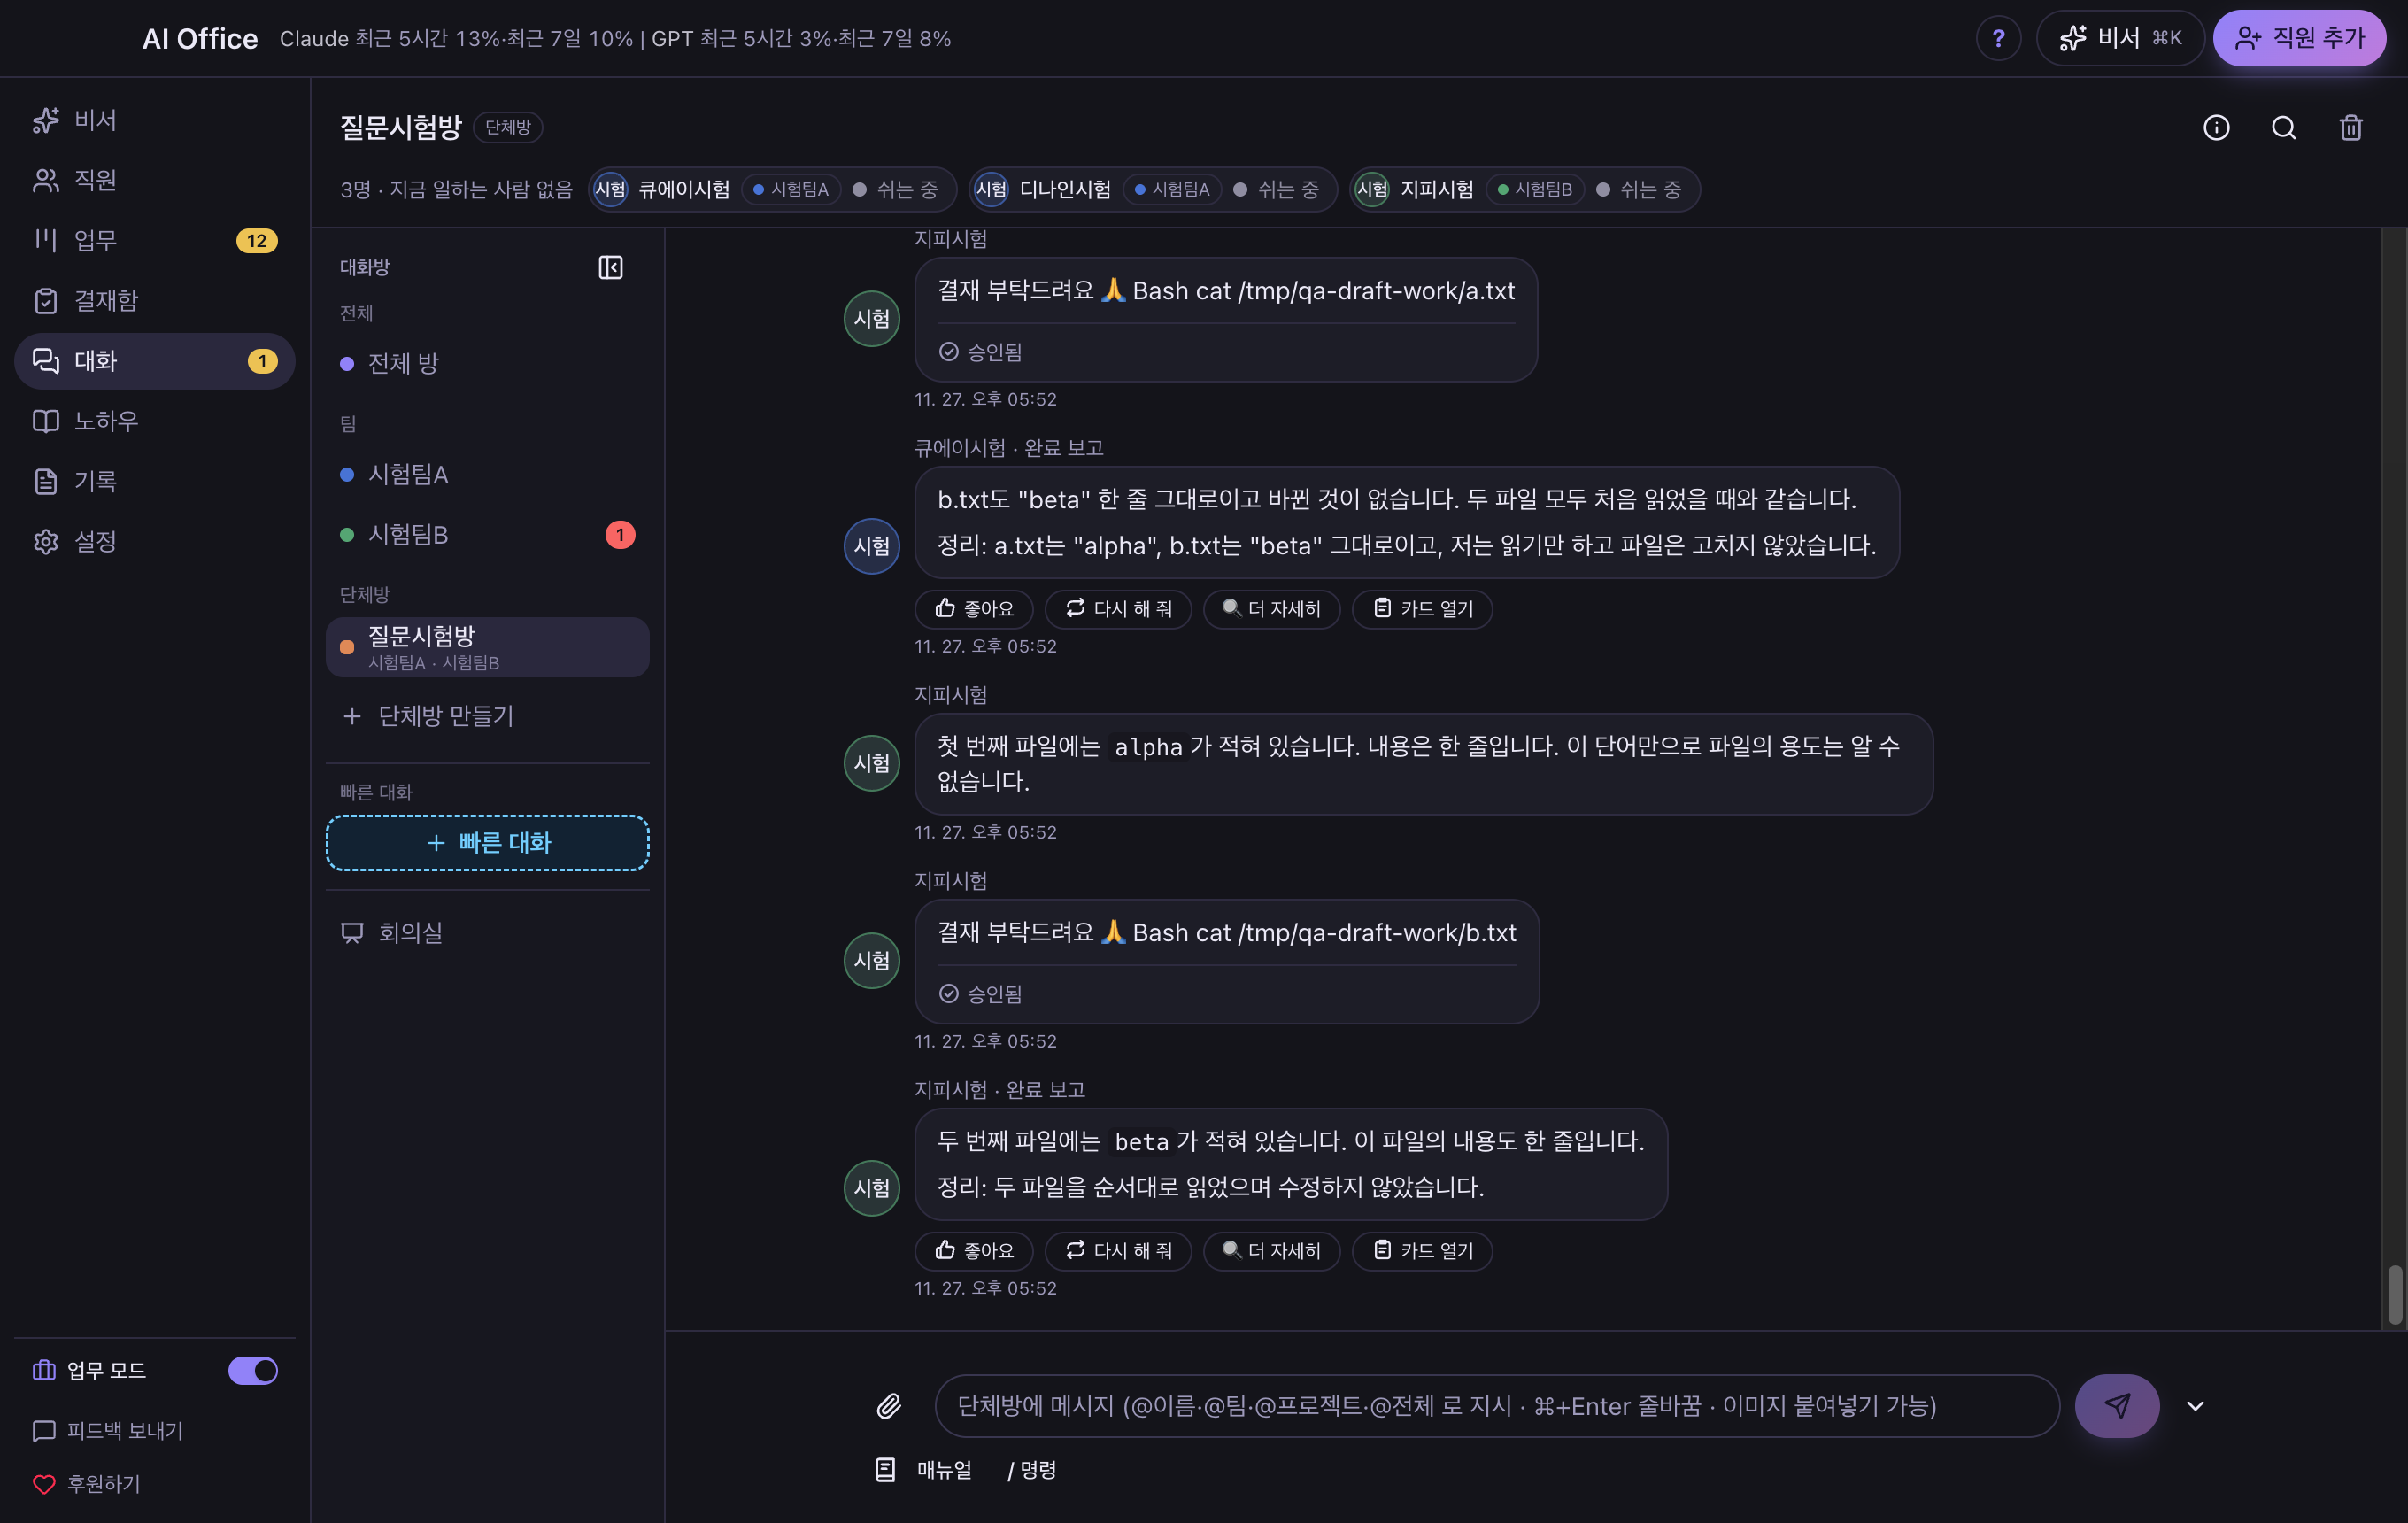 AI Office Claude 최근 5시간 13%·최근 7일 10% | GPT 최근 5시간 3%·최근 7일 8%
? 비서 ⌘K 직원 추가
비서
직원
업무 12
결재함
대화 1
노하우
기록
설정
업무 모드
피드백 보내기
후원하기
질문시험방 단체방
3명 · 지금 일하는 사람 없음 시험 큐에이시험 시험팀A 쉬는 중 시험 디나인시험 시험팀A 쉬는 중 시험 지피시험 시험팀B 쉬는 중
대화방
전체
전체 방
팀
시험팀A
시험팀B 1
단체방
질문시험방
시험팀A · 시험팀B
+ 단체방 만들기
빠른 대화
+ 빠른 대화
회의실
지피시험
시험
결재 부탁드려요 🙏 Bash cat /tmp/qa-draft-work/a.txt
승인됨
11. 27. 오후 05:52
큐에이시험 · 완료 보고
시험
b.txt도 "beta" 한 줄 그대로이고 바뀐 것이 없습니다. 두 파일 모두 처음 읽었을 때와 같습니다.
정리: a.txt는 "alpha", b.txt는 "beta" 그대로이고, 저는 읽기만 하고 파일은 고치지 않았습니다.
좋아요 다시 해 줘 더 자세히 카드 열기
11. 27. 오후 05:52
지피시험
시험
첫 번째 파일에는 alpha가 적혀 있습니다. 내용은 한 줄입니다. 이 단어만으로 파일의 용도는 알 수
없습니다.
11. 27. 오후 05:52
지피시험
시험
결재 부탁드려요 🙏 Bash cat /tmp/qa-draft-work/b.txt
승인됨
11. 27. 오후 05:52
지피시험 · 완료 보고
시험
두 번째 파일에는 beta가 적혀 있습니다. 이 파일의 내용도 한 줄입니다.
정리: 두 파일을 순서대로 읽었으며 수정하지 않았습니다.
좋아요 다시 해 줘 더 자세히 카드 열기
11. 27. 오후 05:52
단체방에 메시지 (@이름·@팀·@프로젝트·@전체 로 지시 · ⌘+Enter 줄바꿈 · 이미지 붙여넣기 가능)
매뉴얼 / 명령